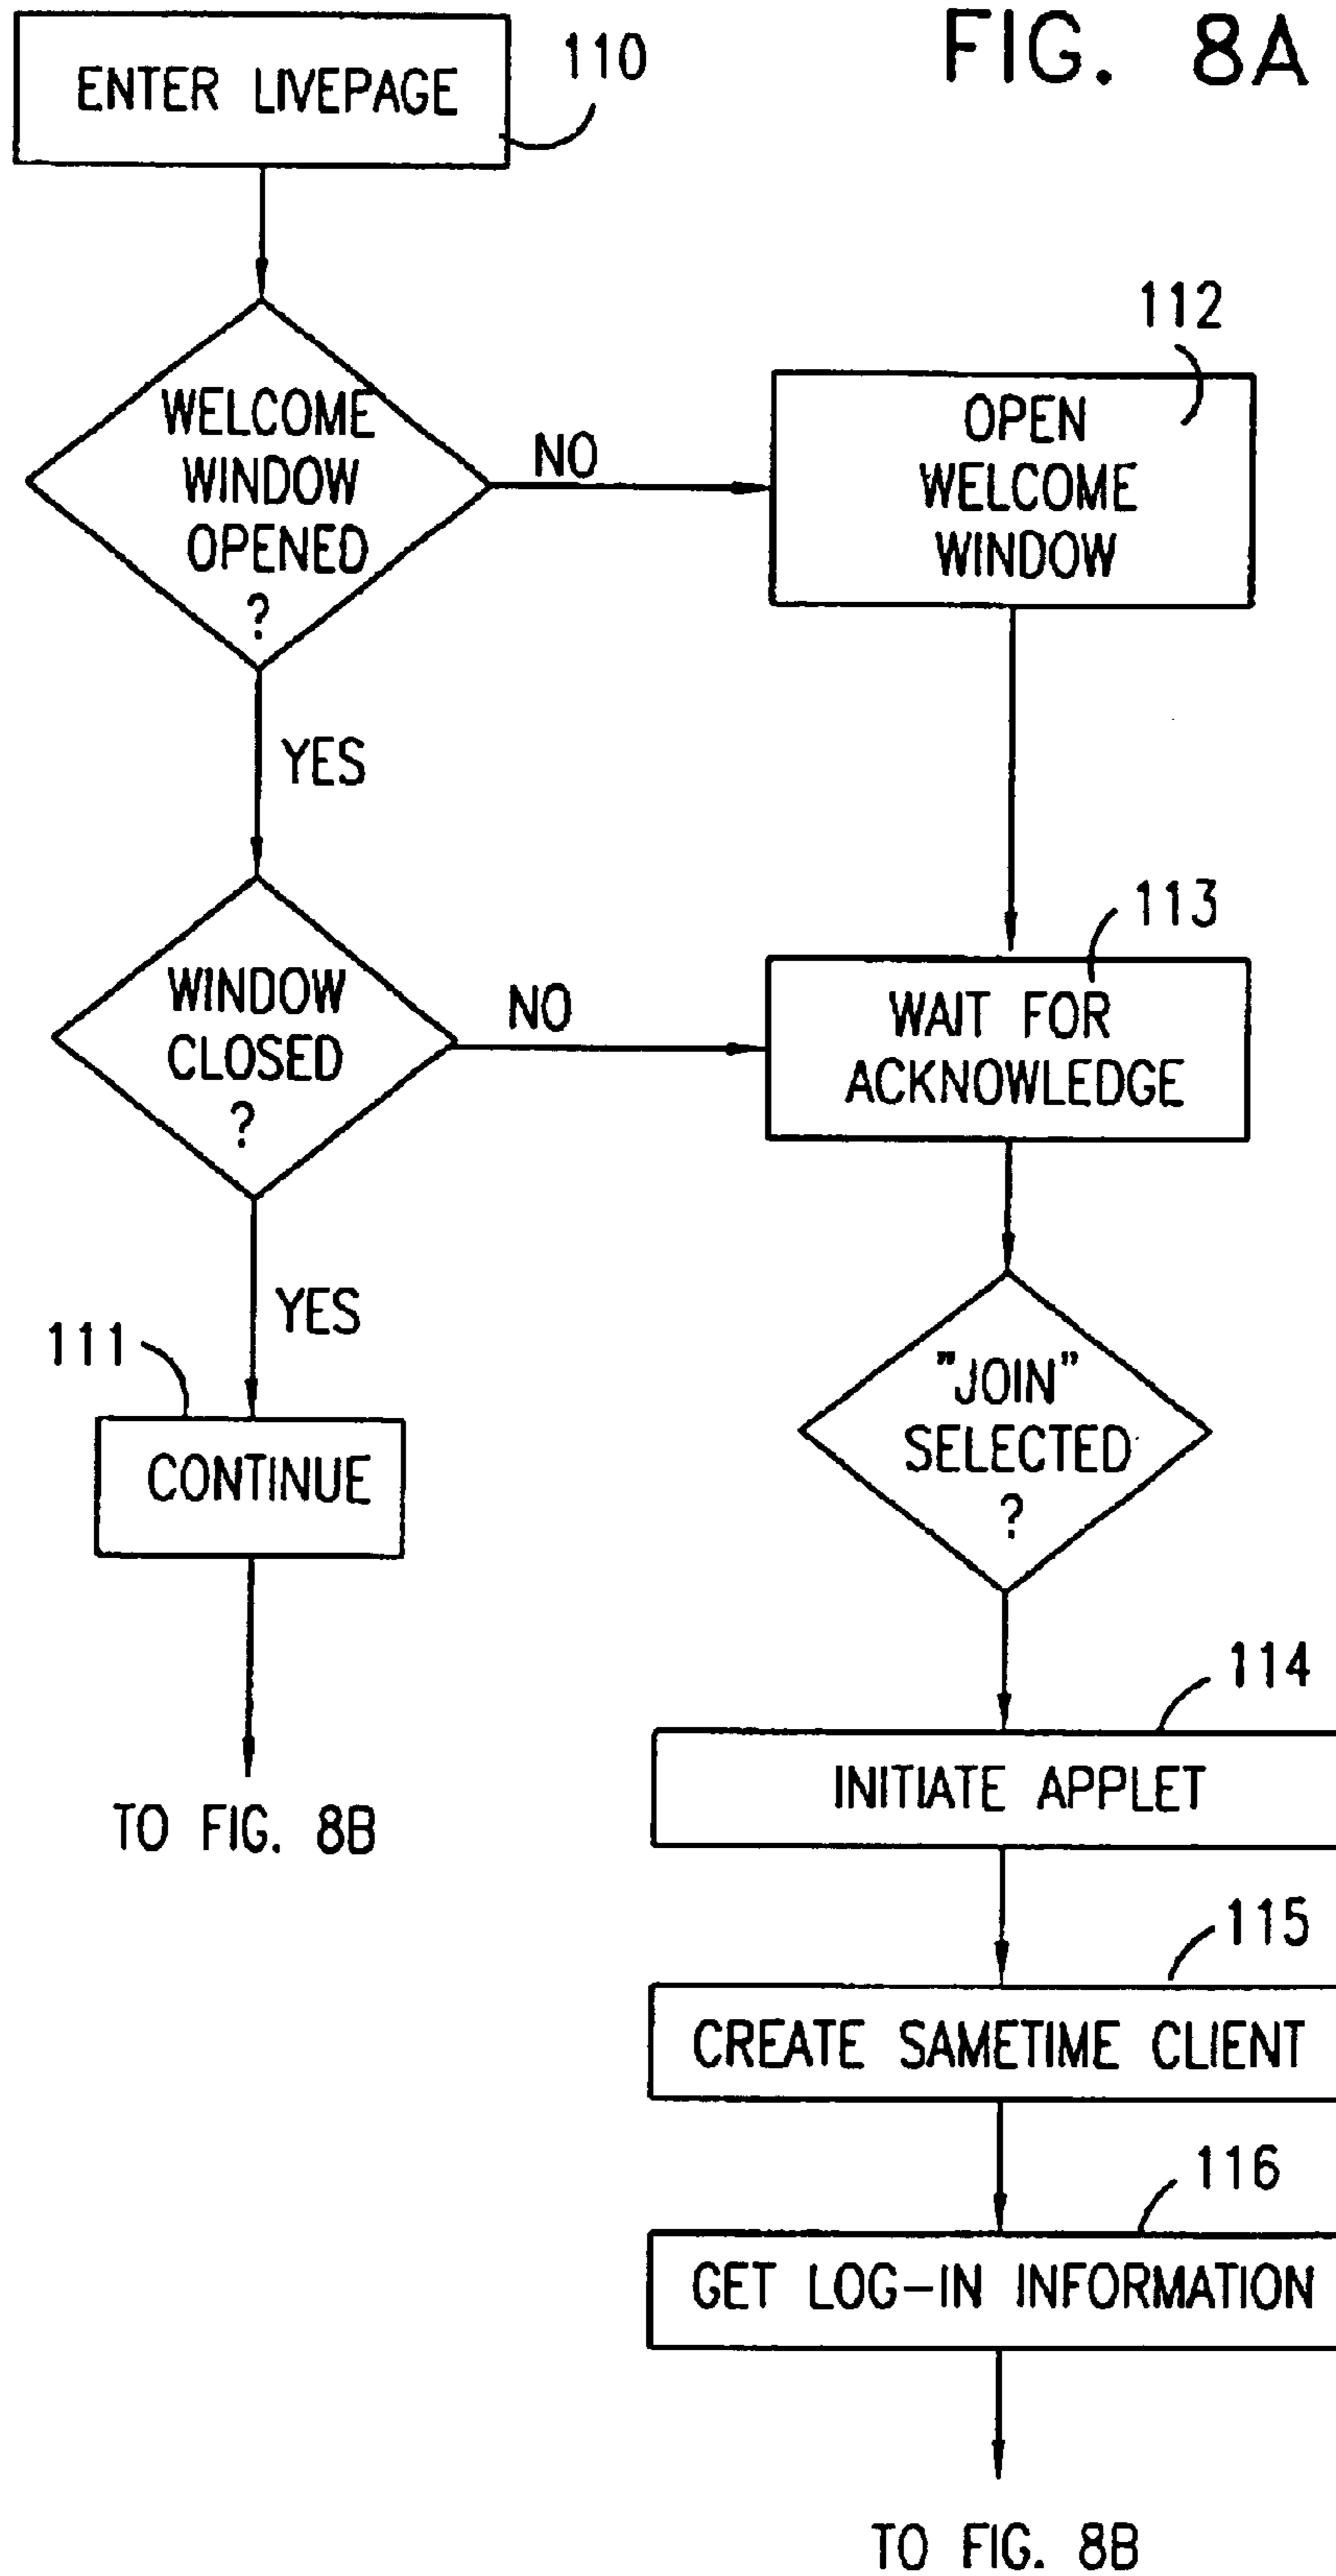 FIG. 8A
ENTER LIVEPAGE
110
WELCOME
WINDOW
OPENED
?
NO
112
OPEN
WELCOME
WINDOW
YES
WINDOW
CLOSED
?
NO
113
WAIT FOR
ACKNOWLEDGE
YES
111
CONTINUE
TO FIG. 8B
"JOIN"
SELECTED
?
114
INITIATE APPLET
115
CREATE SAMETIME CLIENT
116
GET LOG-IN INFORMATION
TO FIG. 8B